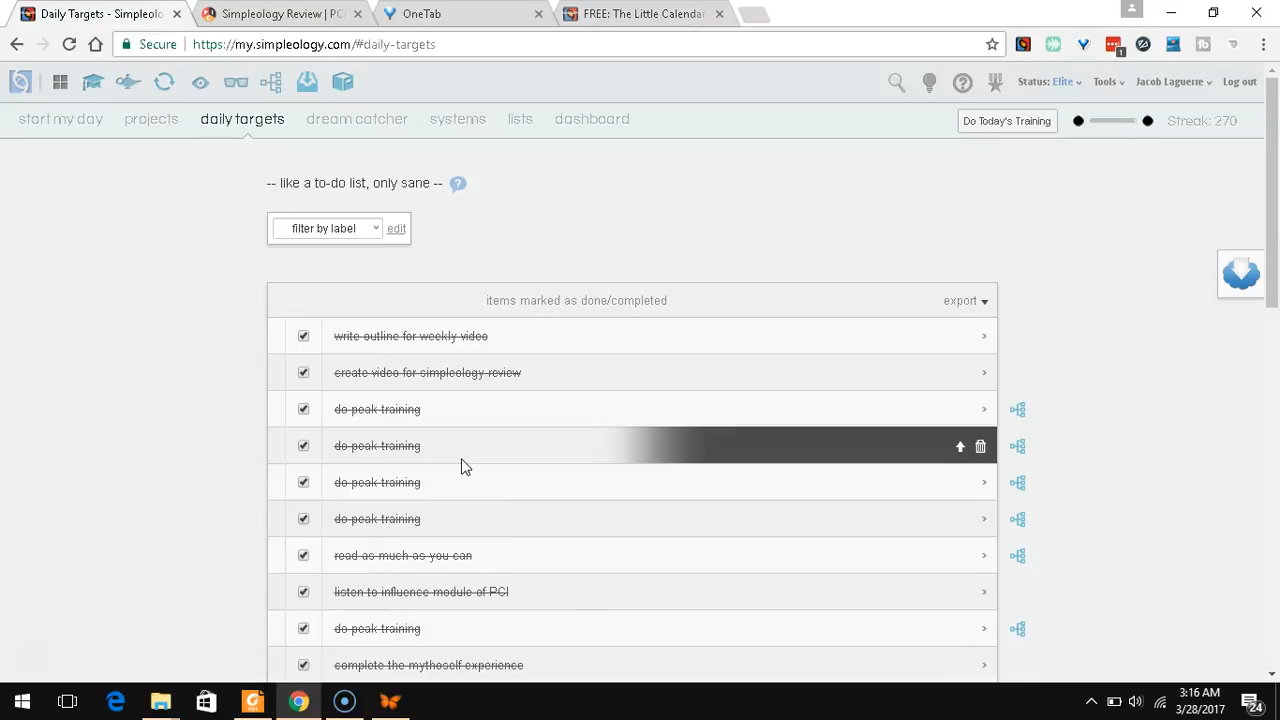 Daily Targets - Simpleolo
Simpleology Review | PCI
OneTab
FREE: The Little Calendar
Secure
https://my.simpleology.com/#daily-targets
1
Status: Elite
Tools
Jacob Laguerre
Log out
start my day
projects
daily targets
dream catcher
systems
lists
dashboard
Do Today's Training
Streak: 270
-- like a to-do list, only sane --
?
filter by label
edit
items marked as done/completed
export
write outline for weekly video
create video for simpleology review
do peak training
do peak training
do peak training
do peak training
read as much as you can
listen to influence module of PCI
do peak training
complete the mythoself experience
3:16 AM
3/28/2017
24